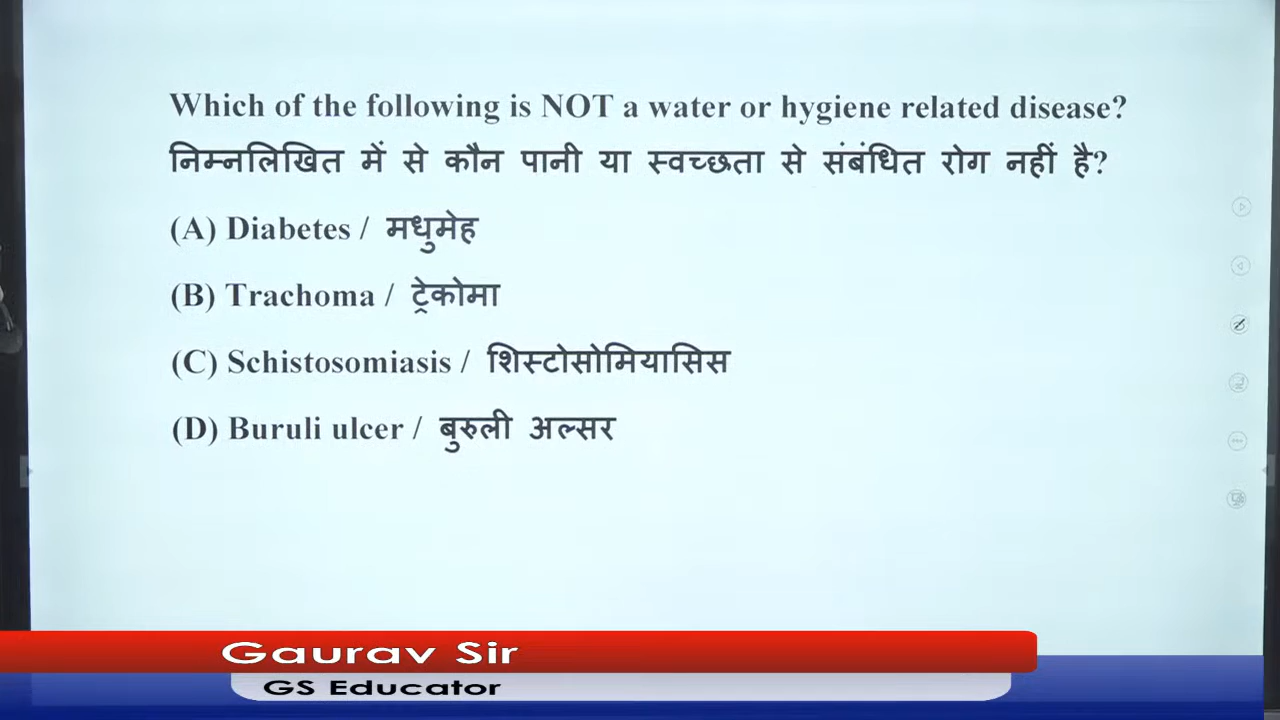 Which of the following is NOT a water or hygiene related disease?
निम्नलिखित में से कौन पानी या स्वच्छता से संबंधित रोग नहीं है?
(A) Diabetes / मधुमेह
(B) Trachoma / ट्रेकोमा
(C) Schistosomiasis / शिस्टोसोमियासिस
(D) Buruli ulcer / बुरुली अल्सर
Gaurav Sir
GS Educator